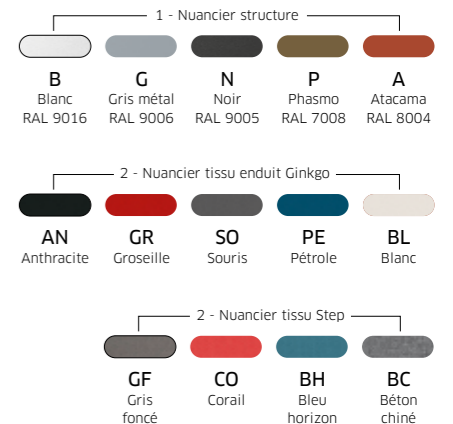 1 - Nuancier structure
B G N P A
Blanc Gris métal Noir Phasmo Atacama
RAL 9016 RAL 9006 RAL 9005 RAL 7008 RAL 8004
2 - Nuancier tissu enduit Ginkgo
AN GR SO PE BL
Anthracite Groseille Souris Pétrole Blanc
2 - Nuancier tissu Step
GF CO BH BC
Gris Corail Bleu Béton
foncé horizon chiné